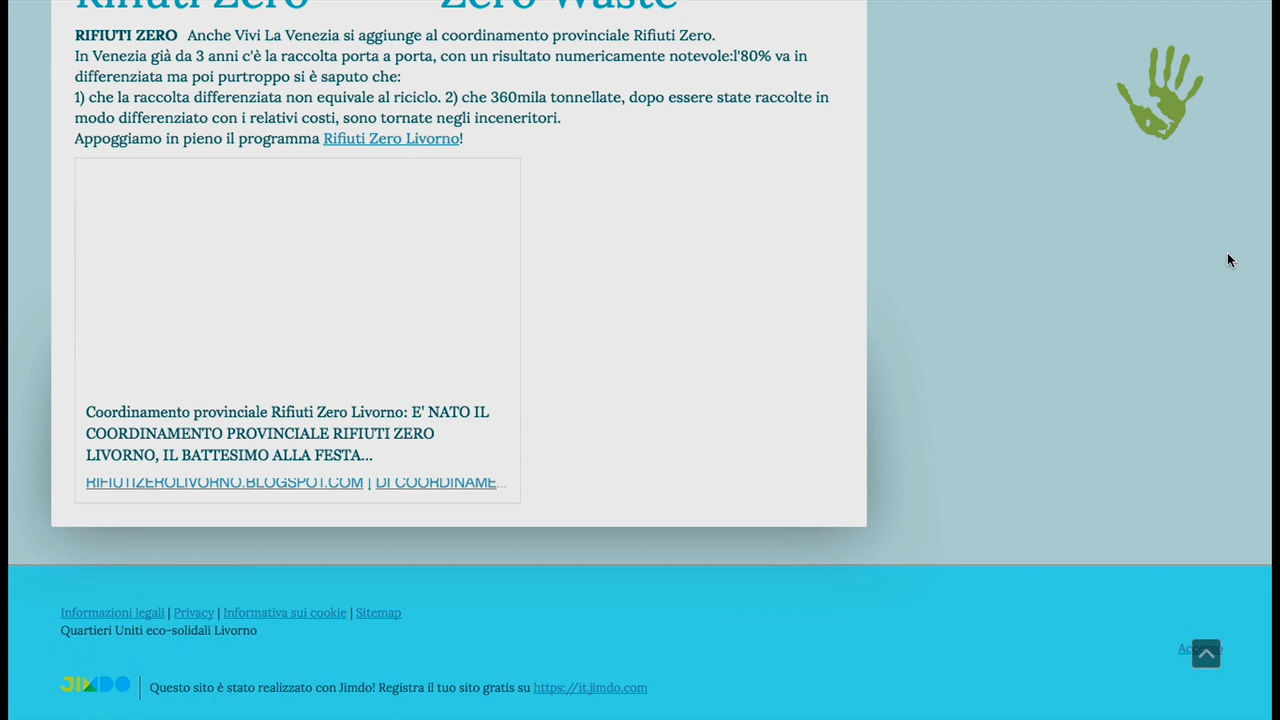 Rifiuti Zero Zero Waste
RIFIUTI ZERO Anche Vivi La Venezia si aggiunge al coordinamento provinciale Rifiuti Zero.
In Venezia già da 3 anni c'è la raccolta porta a porta, con un risultato numericamente notevole:l'80% va in
differenziata ma poi purtroppo si è saputo che:
1) che la raccolta differenziata non equivale al riciclo. 2) che 360mila tonnellate, dopo essere state raccolte in
modo differenziato con i relativi costi, sono tornate negli inceneritori.
Appoggiamo in pieno il programma Rifiuti Zero Livorno!
Coordinamento provinciale Rifiuti Zero Livorno: E' NATO IL
COORDINAMENTO PROVINCIALE RIFIUTI ZERO
LIVORNO, IL BATTESIMO ALLA FESTA...
RIFIUTIZEROLIVORNO.BLOGSPOT.COM | DI COORDINAME...
Informazioni legali | Privacy | Informativa sui cookie | Sitemap
Quartieri Uniti eco-solidali Livorno
JIMDO
Questo sito è stato realizzato con Jimdo! Registra il tuo sito gratis su https://it.jimdo.com